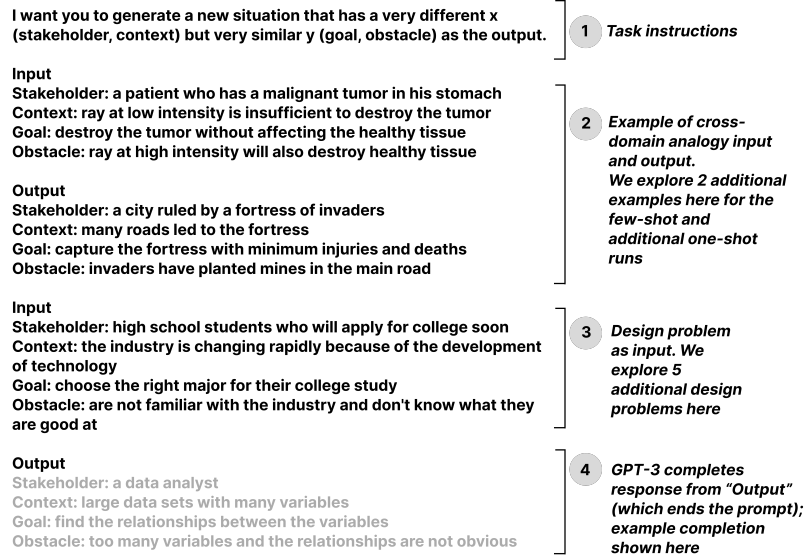 I want you to generate a new situation that has a very different x
(stakeholder, context) but very similar y (goal, obstacle) as the output.
1
Task instructions
Input
Stakeholder: a patient who has a malignant tumor in his stomach
Context: ray at low intensity is insufficient to destroy the tumor
Goal: destroy the tumor without affecting the healthy tissue
Obstacle: ray at high intensity will also destroy healthy tissue
Output
Stakeholder: a city ruled by a fortress of invaders
Context: many roads led to the fortress
Goal: capture the fortress with minimum injuries and deaths
Obstacle: invaders have planted mines in the main road
2
Example of cross-
domain analogy input
and output.
We explore 2 additional
examples here for the
few-shot and
additional one-shot
runs
Input
Stakeholder: high school students who will apply for college soon
Context: the industry is changing rapidly because of the development
of technology
Goal: choose the right major for their college study
Obstacle: are not familiar with the industry and don't know what they
are good at
3
Design problem
as input. We
explore 5
additional design
problems here
Output
Stakeholder: a data analyst
Context: large data sets with many variables
Goal: find the relationships between the variables
Obstacle: too many variables and the relationships are not obvious
4
GPT-3 completes
response from “Output”
(which ends the prompt);
example completion
shown here